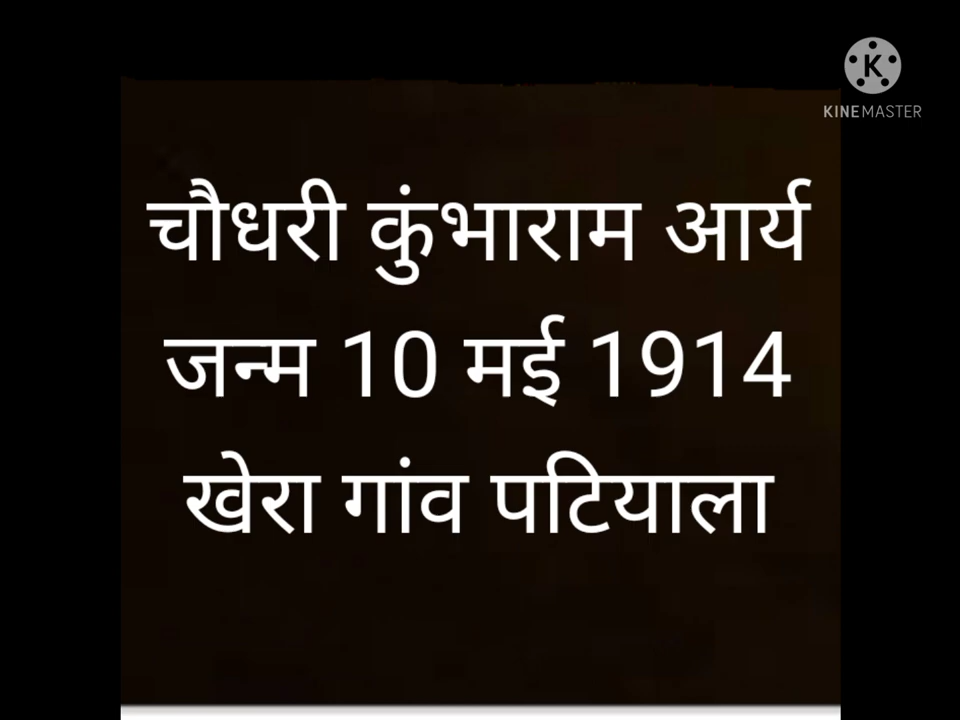 KINEMASTER
चौधरी कुंभाराम आर्य
जन्म 10 मई 1914
खेरा गांव पटियाला